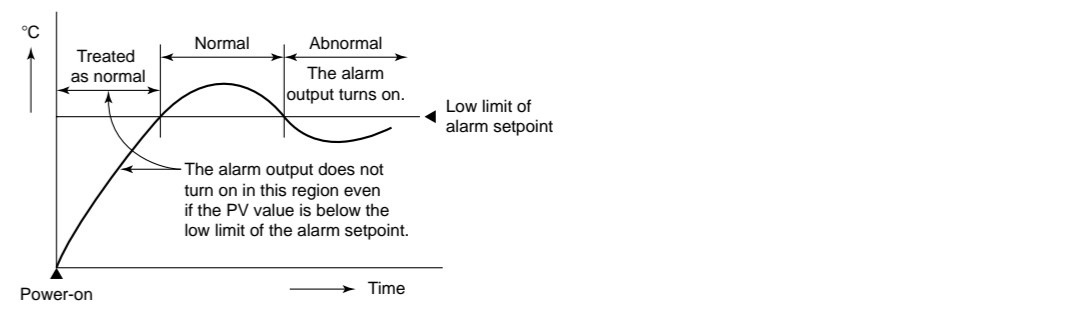 °C
Treated
as normal
Normal
Abnormal
The alarm
output turns on.
Low limit of
alarm setpoint
The alarm output does not
turn on in this region even
if the PV value is below the
low limit of the alarm setpoint.
Power-on
Time